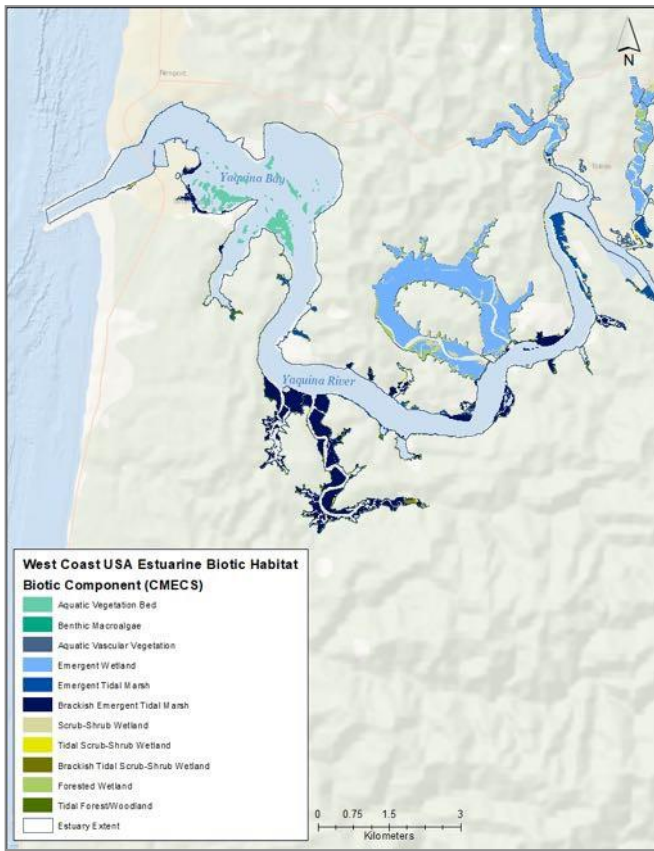 N
Newport
Toledo
Yaquina Bay
Yaquina River
West Coast USA Estuarine Biotic Habitat
Biotic Component (CMECS)
Aquatic Vegetation Bed
Benthic Macroalgae
Aquatic Vascular Vegetation
Emergent Wetland
Emergent Tidal Marsh
Brackish Emergent Tidal Marsh
Scrub-Shrub Wetland
Tidal Scrub-Shrub Wetland
Brackish Tidal Scrub-Shrub Wetland
Forested Wetland
Tidal Forest/Woodland
Estuary Extent
0 0.75 1.5 3
Kilometers